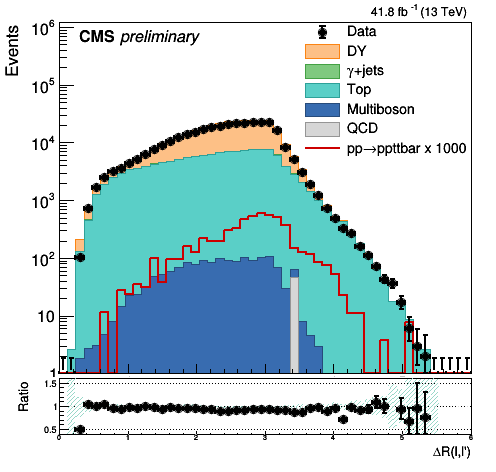 41.8 fb⁻¹ (13 TeV)
CMS preliminary
Data
DY
γ+jets
Top
Multiboson
QCD
pp→ppttbar x 1000
Events
10⁶
10⁵
10⁴
10³
10²
10
1
Ratio
1.5
1
0.5
0 1 2 3 4 5 6
ΔR(l,l')